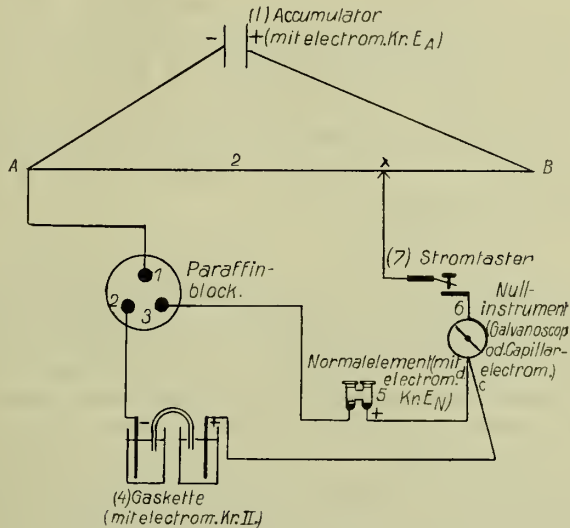 (1) Accumulator
- + (mit electrom. Kr. E_A)
A 2 x B
(7) Stromtaster
Paraffin-
block.
1
2 3
6
Null-
instrument
(Galvanoscop
od. Capillar-
electrom.)
d c
Normalelement (mit
electrom.
Kr. E_N)
5
+
- +
(4) Gaskette
(mit electrom. Kr. II.)